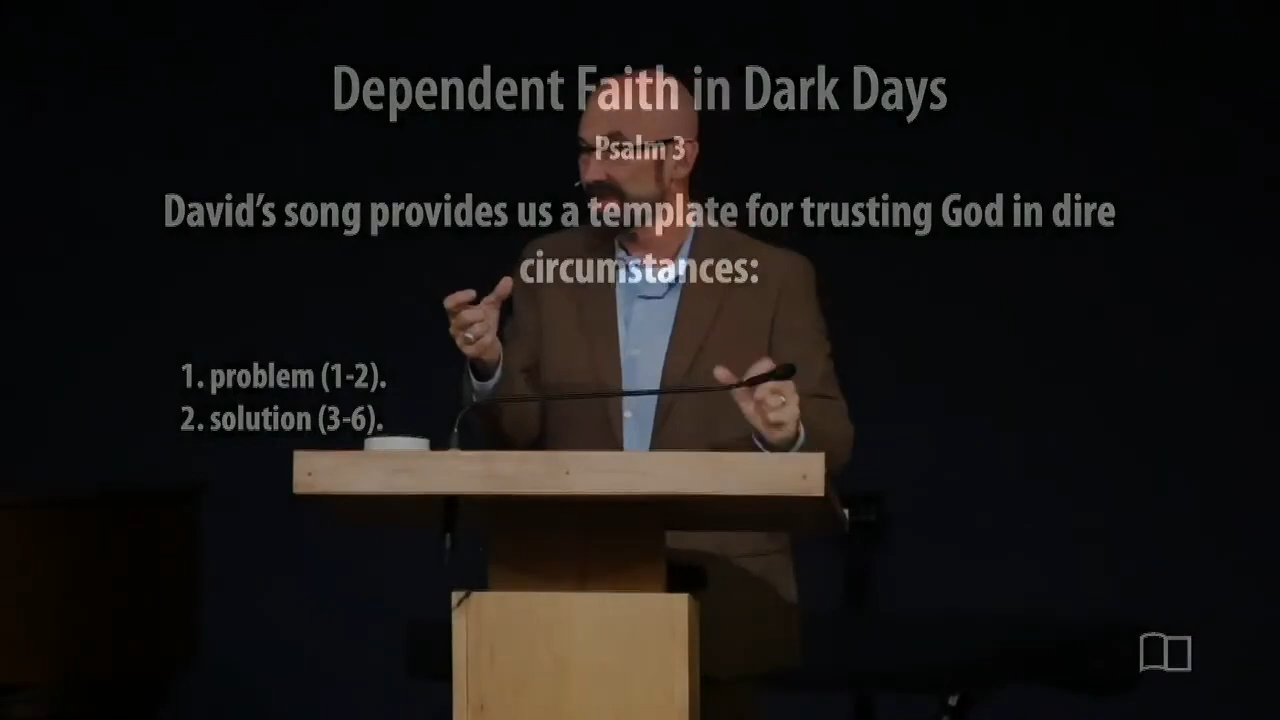 Dependent Faith in Dark Days
Psalm 3
David's song provides us a template for trusting God in dire
circumstances:
1. problem (1-2).
2. solution (3-6).